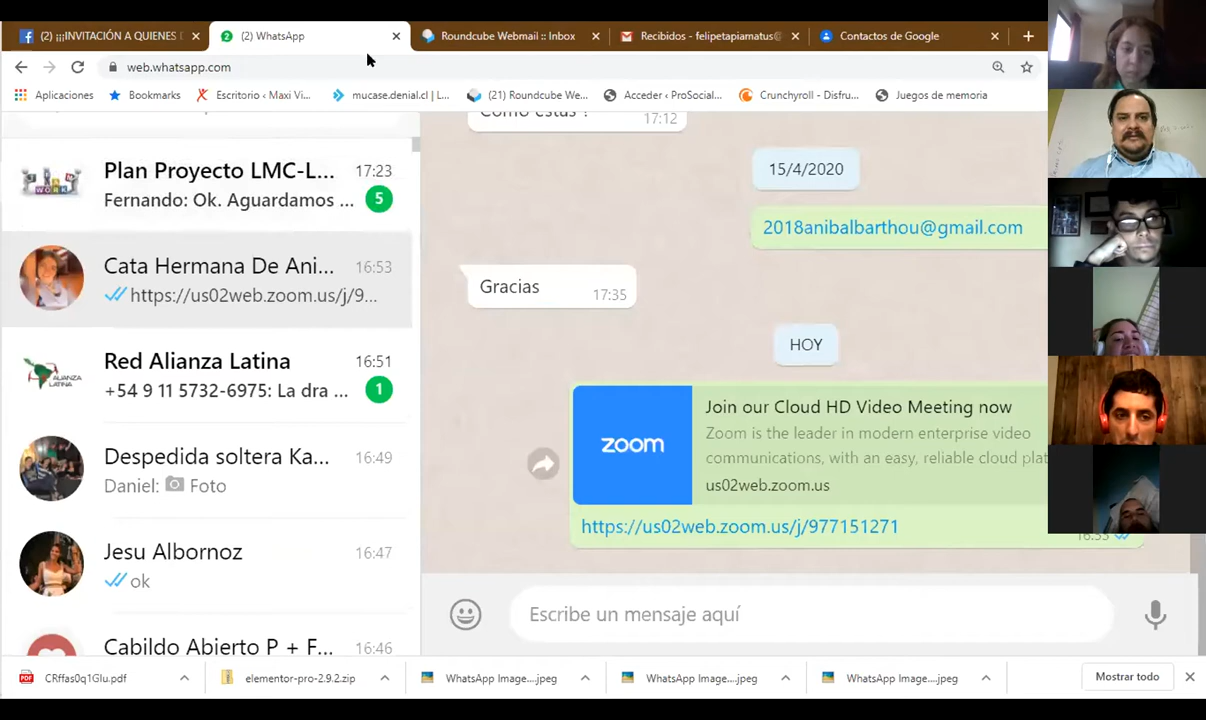 (2) ¡¡¡INVITACIÓN A QUIENES D
(2) WhatsApp
Roundcube Webmail :: Inbox
Recibidos - felipetapiamatus@
Contactos de Google
web.whatsapp.com
Aplicaciones
Bookmarks
Escritorio ‹ Maxi Vi...
mucase.denial.cl | L...
(21) Roundcube We...
Acceder ‹ ProSocial...
Crunchyroll - Disfru...
Juegos de memoria
Plan Proyecto LMC-L... 17:23
Fernando: Ok. Aguardamos ... 5
Cata Hermana De Ani... 16:53
https://us02web.zoom.us/j/9...
Red Alianza Latina 16:51
+54 9 11 5732-6975: La dra ... 1
Despedida soltera Ka... 16:49
Daniel: Foto
Jesu Albornoz 16:47
ok
Cabildo Abierto P + F... 16:46
17:12
15/4/2020
2018anibalbarthou@gmail.com
Gracias 17:35
HOY
zoom
Join our Cloud HD Video Meeting now
Zoom is the leader in modern enterprise video
communications, with an easy, reliable cloud plat
us02web.zoom.us
https://us02web.zoom.us/j/977151271
Escribe un mensaje aquí
CRffas0q1Glu.pdf
elementor-pro-2.9.2.zip
WhatsApp Image....jpeg
WhatsApp Image....jpeg
WhatsApp Image....jpeg
Mostrar todo